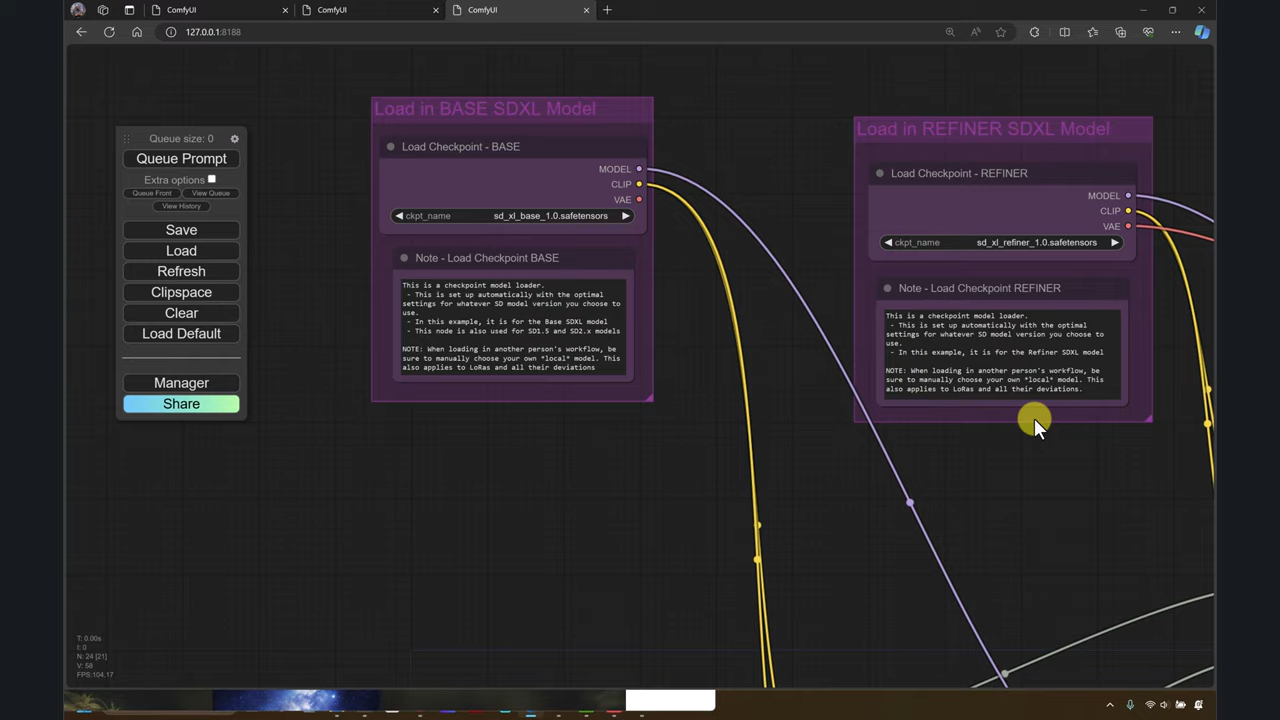 ComfyUI
ComfyUI
ComfyUI
127.0.0.1:8188
Queue size: 0
Queue Prompt
Extra options
Queue Front
View Queue
View History
Save
Load
Refresh
Clipspace
Clear
Load Default
Manager
Share
Load in BASE SDXL Model
Load Checkpoint - BASE
MODEL
CLIP
VAE
ckpt_name sd_xl_base_1.0.safetensors
Note - Load Checkpoint BASE
This is a checkpoint model loader.
- This is set up automatically with the optimal
settings for whatever SD model version you choose to
use.
- In this example, it is for the Base SDXL model
- This node is also used for SD1.5 and SD2.x models
NOTE: When loading in another person's workflow, be
sure to manually choose your own *local* model. This
also applies to LoRas and all their deviations
Load in REFINER SDXL Model
Load Checkpoint - REFINER
MODEL
CLIP
VAE
ckpt_name sd_xl_refiner_1.0.safetensors
Note - Load Checkpoint REFINER
This is a checkpoint model loader.
- This is set up automatically with the optimal
settings for whatever SD model version you choose to
use.
- In this example, it is for the Refiner SDXL model
NOTE: When loading in another person's workflow, be
sure to manually choose your own *local* model. This
also applies to LoRas and all their deviations.
T: 0.00s
I: 0
N: 24 [21]
V: 58
FPS:104.17